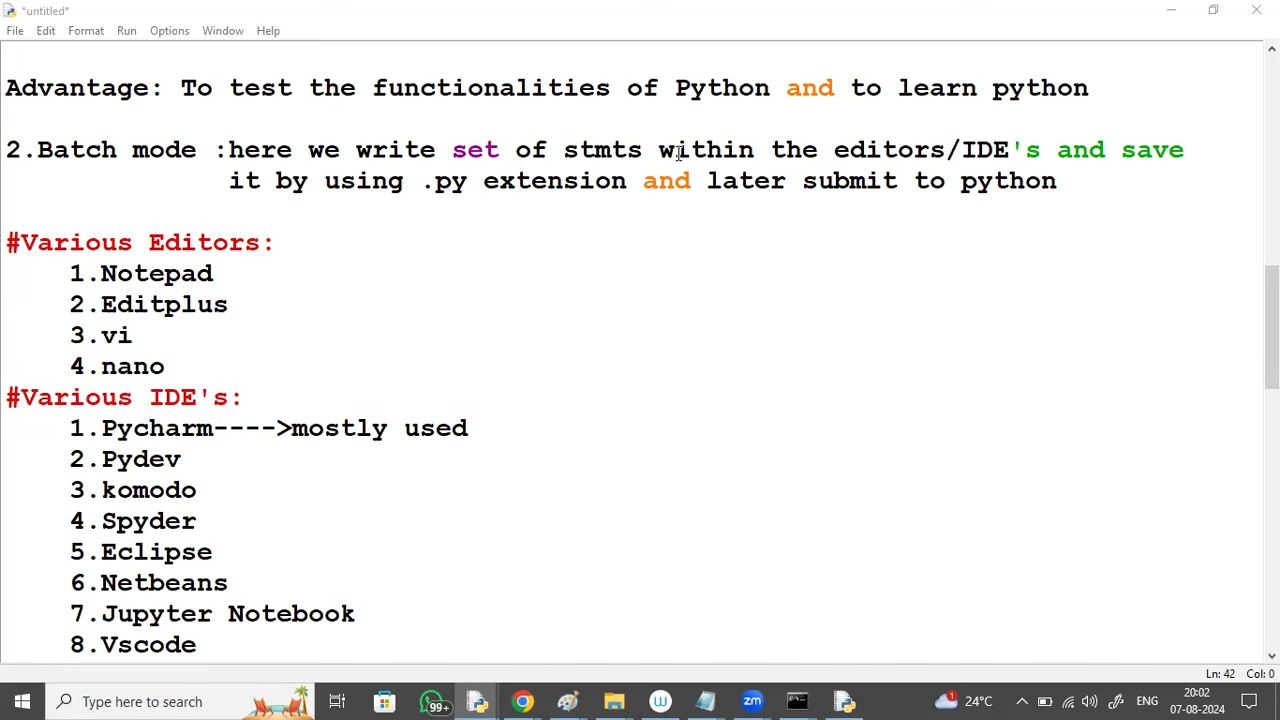 *untitled*
File Edit Format Run Options Window Help
Advantage: To test the functionalities of Python and to learn python
2.Batch mode :here we write set of stmts within the editors/IDE's and save
it by using .py extension and later submit to python
#Various Editors:
1.Notepad
2.Editplus
3.vi
4.nano
#Various IDE's:
1.Pycharm---->mostly used
2.Pydev
3.komodo
4.Spyder
5.Eclipse
6.Netbeans
7.Jupyter Notebook
8.Vscode
Ln: 42 Col: 0
Type here to search
99+
W
zm
1
24°C
ENG
20:02
07-08-2024